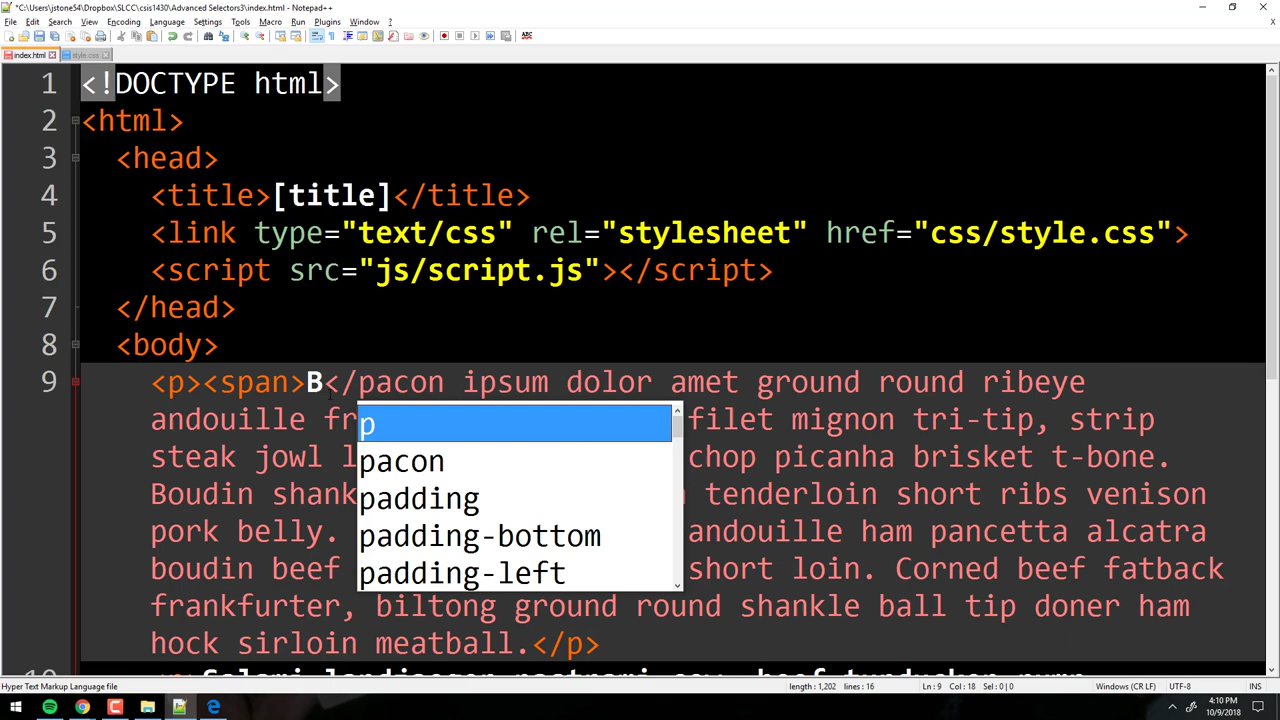 *C:\Users\jstone54\Dropbox\SLCC\csis1430\Advanced Selectors3\index.html - Notepad++
File Edit Search View Encoding Language Settings Tools Macro Run Plugins Window ?
index.html style.css
1 <!DOCTYPE html>
2 <html>
3 <head>
4 <title>[title]</title>
5 <link type="text/css" rel="stylesheet" href="css/style.css">
6 <script src="js/script.js"></script>
7 </head>
8 <body>
9 <p><span>B</pacon ipsum dolor amet ground round ribeye
andouille filet mignon tri-tip, strip
steak jowl chop picanha brisket t-bone.
Boudin shank tenderloin short ribs venison
pork belly. andouille ham pancetta alcatra
boudin beef short loin. Corned beef fatback
frankfurter, biltong ground round shankle ball tip doner ham
hock sirloin meatball.</p>
p
pacon
padding
padding-bottom
padding-left
Hyper Text Markup Language file length : 1,202 lines : 16 Ln : 9 Col : 18 Sel : 0 | 0 Windows (CR LF) UTF-8 INS
4:10 PM
10/9/2018